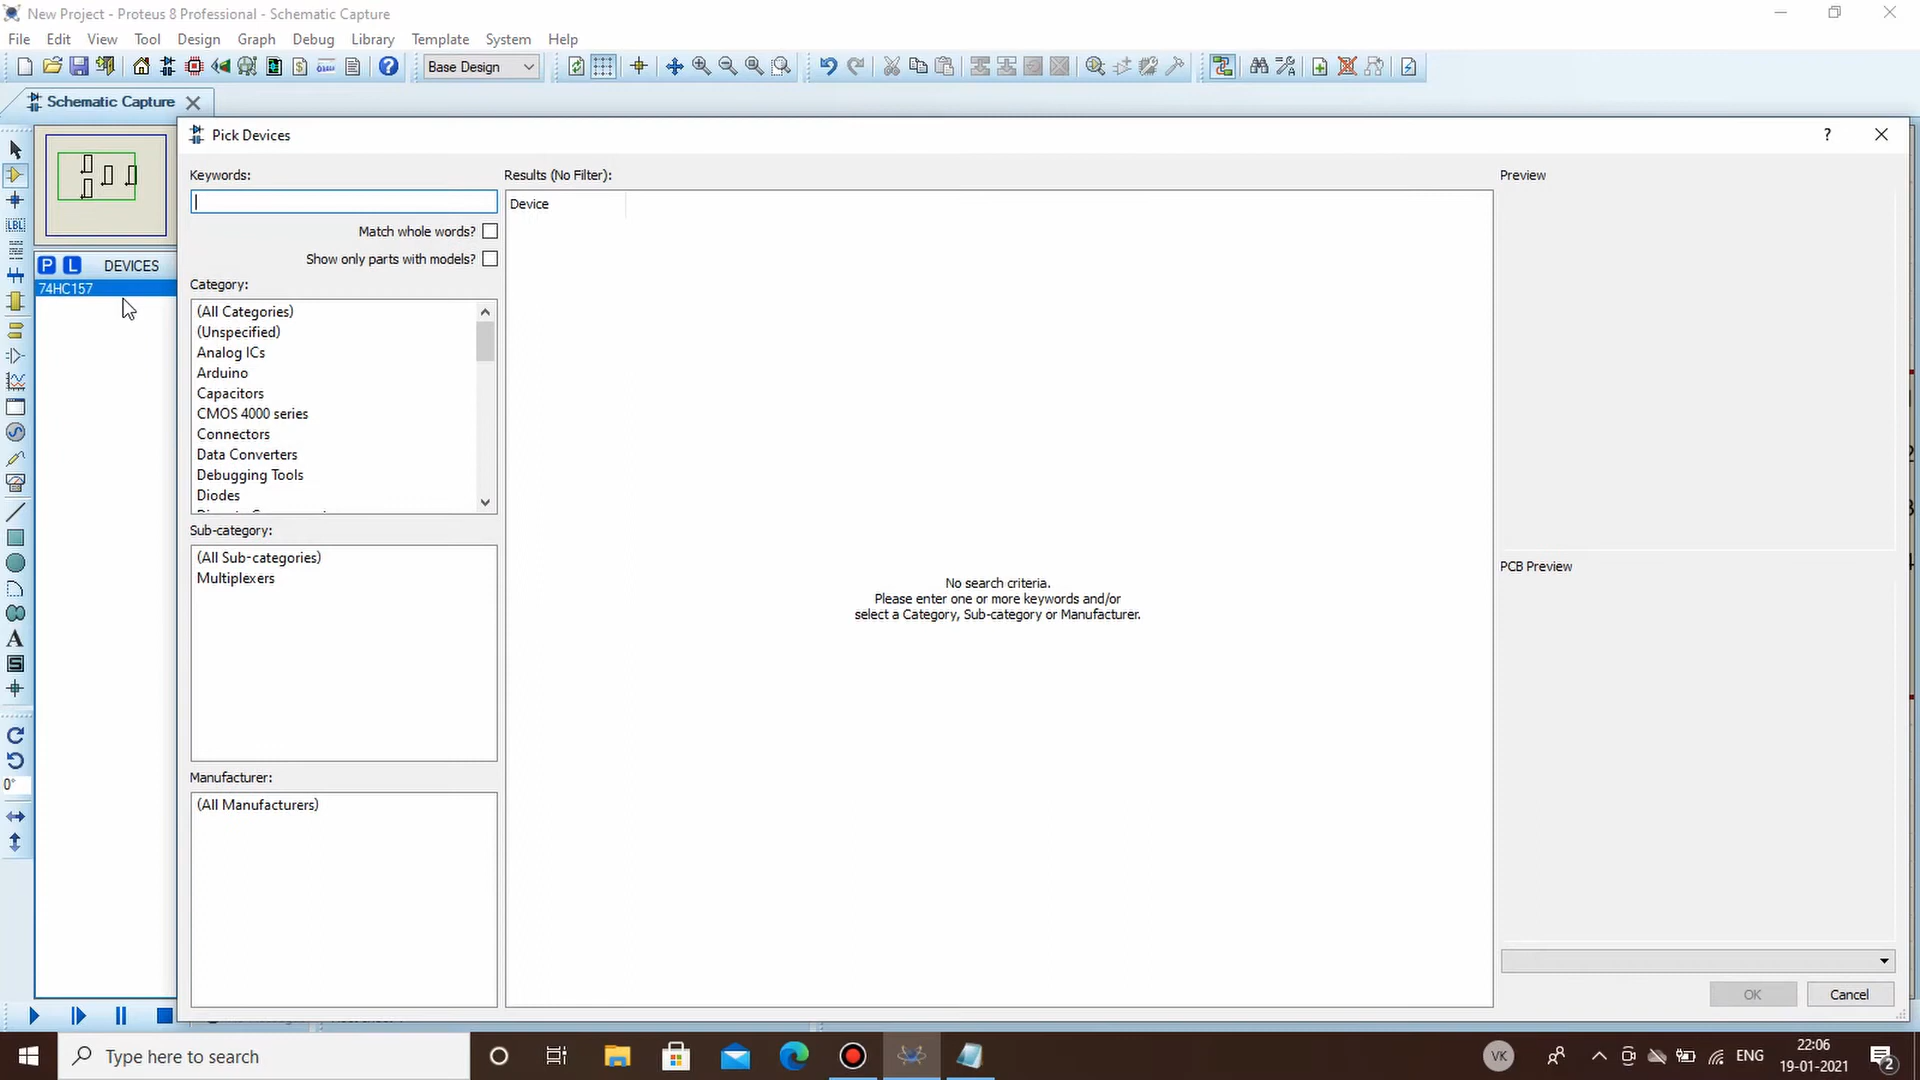 New Project - Proteus 8 Professional - Schematic Capture
File Edit View Tool Design Graph Debug Library Template System Help
Base Design
Schematic Capture
Pick Devices
?
Keywords:
Results (No Filter):
Preview
Device
LBL
Match whole words?
Show only parts with models?
P L DEVICES
74HC157
Category:
(All Categories)
(Unspecified)
Analog ICs
Arduino
Capacitors
CMOS 4000 series
Connectors
Data Converters
Debugging Tools
Diodes
Sub-category:
(All Sub-categories)
Multiplexers
No search criteria.
Please enter one or more keywords and/or
select a Category, Sub-category or Manufacturer.
PCB Preview
A
S
0°
Manufacturer:
(All Manufacturers)
OK Cancel
Type here to search
VK
ENG
22:06
19-01-2021
2